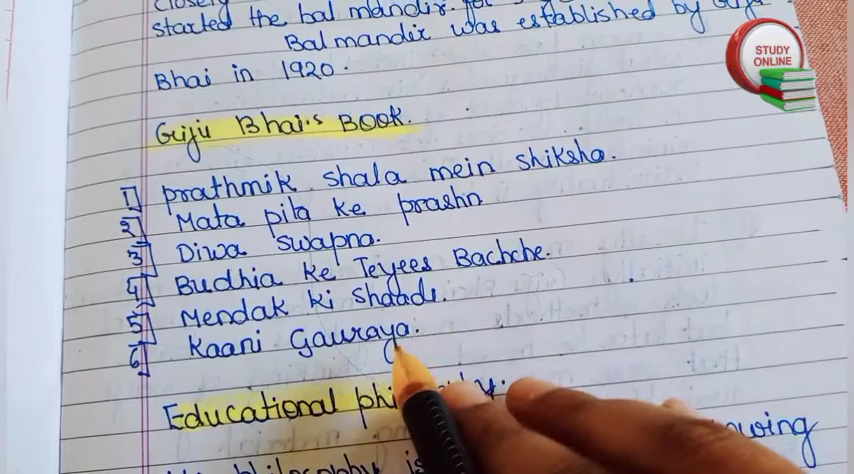 closely
started the bal mandir.
Balmandir was established by Giju
Bhai in 1920.
STUDY
ONLINE
Giju Bhai's Book.
1] prathmik shala mein shiksha.
2] Mata pita ke prashn
3] Diwa swapna.
4] Budhia ke Teyees Bachche.
5] Mendak ki shaadi.
6] Kaani Gauraya.
Educational